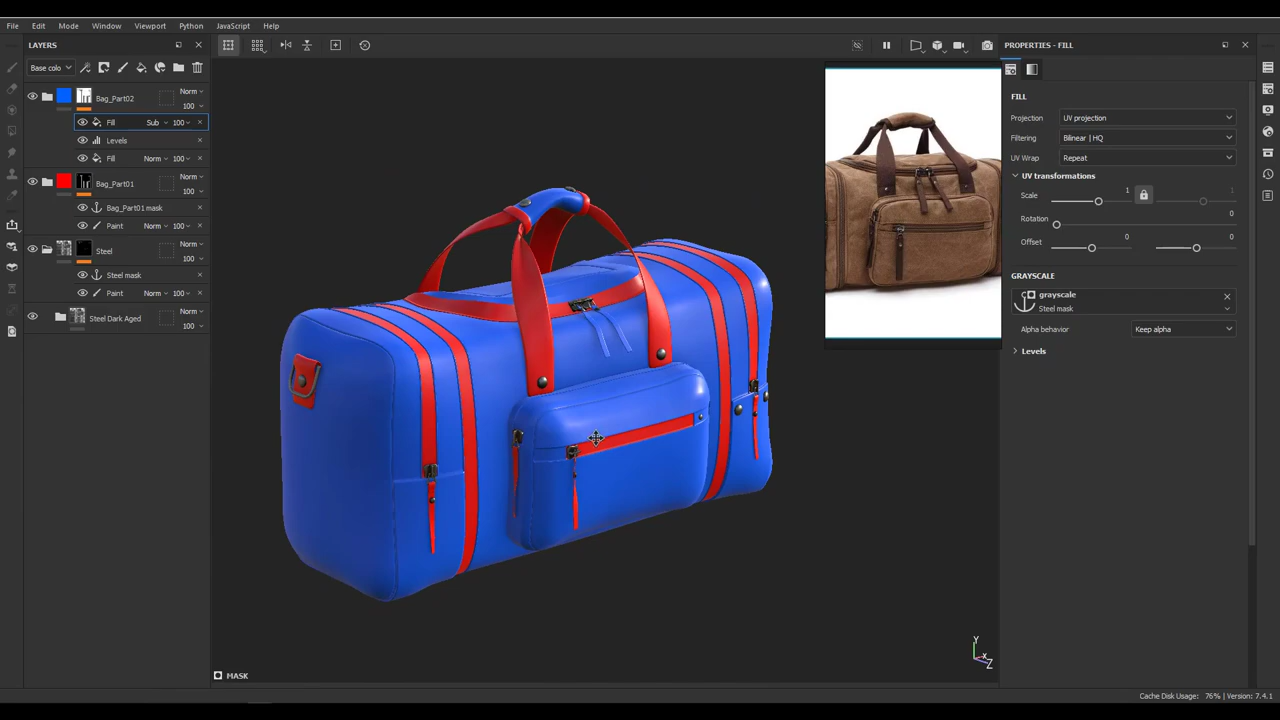 File Edit Mode Window Viewport Python JavaScript Help
LAYERS
Base colo
Bag_Part02 Norm
100
Fill Sub 100
Levels
Fill Norm 100
Bag_Part01 Norm
100
Bag_Part01 mask
Paint Norm 100
Steel Norm
100
Steel mask
Paint Norm 100
Steel Dark Aged Norm
100
MASK
Y
X
Z
PROPERTIES - FILL
FILL
Projection UV projection
Filtering Bilinear | HQ
UV Wrap Repeat
UV transformations
Scale 1 1
Rotation 0
Offset 0 0
GRAYSCALE
grayscale
Steel mask
Alpha behavior Keep alpha
Levels
Cache Disk Usage: 76% | Version: 7.4.1